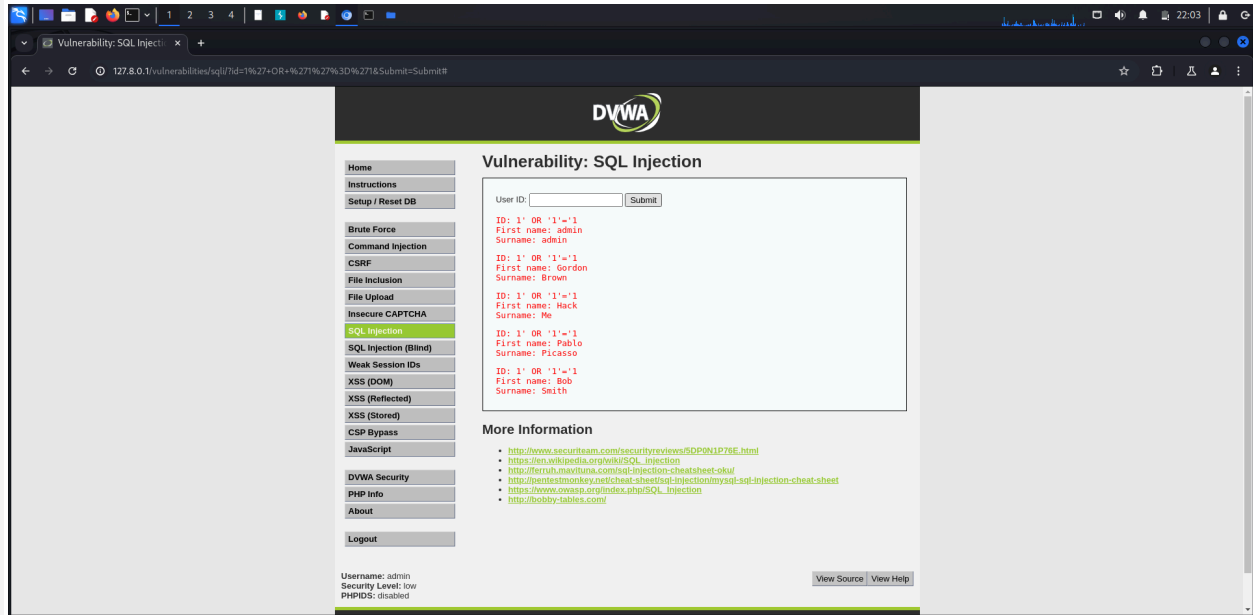 1 2 3 4
22:03
Vulnerability: SQL Injectic
127.8.0.1/vulnerabilities/sqli/?id=1%27+OR+%271%27%3D%271&Submit=Submit#
DVWA
Home
Instructions
Setup / Reset DB
Brute Force
Command Injection
CSRF
File Inclusion
File Upload
Insecure CAPTCHA
SQL Injection
SQL Injection (Blind)
Weak Session IDs
XSS (DOM)
XSS (Reflected)
XSS (Stored)
CSP Bypass
JavaScript
DVWA Security
PHP Info
About
Logout
Vulnerability: SQL Injection
User ID: Submit
ID: 1' OR '1'='1
First name: admin
Surname: admin
ID: 1' OR '1'='1
First name: Gordon
Surname: Brown
ID: 1' OR '1'='1
First name: Hack
Surname: Me
ID: 1' OR '1'='1
First name: Pablo
Surname: Picasso
ID: 1' OR '1'='1
First name: Bob
Surname: Smith
More Information
http://www.securiteam.com/securityreviews/5DP0N1P76E.html
https://en.wikipedia.org/wiki/SQL_injection
http://ferruh.mavituna.com/sql-injection-cheatsheet-oku/
http://pentestmonkey.net/cheat-sheet/sql-injection/mysql-sql-injection-cheat-sheet
https://www.owasp.org/index.php/SQL_Injection
http://bobby-tables.com/
Username: admin
Security Level: low
PHPIDS: disabled
View Source View Help